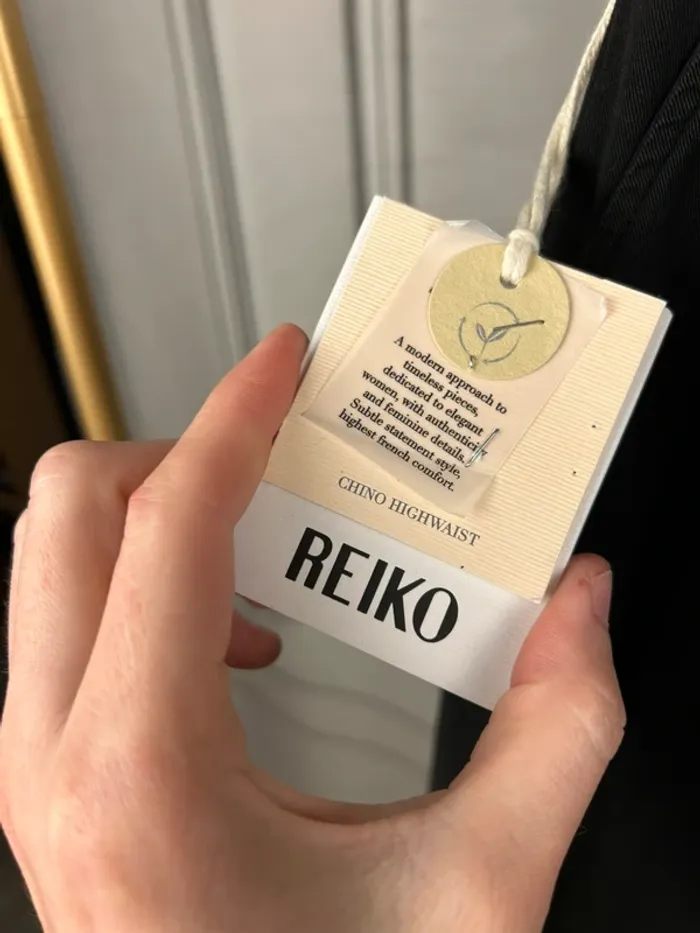 A modern approach to
timeless pieces,
dedicated to elegant
women, with authenticity
and feminine details.
Subtle statement style,
highest french comfort.
CHINO HIGHWAIST
REIKO